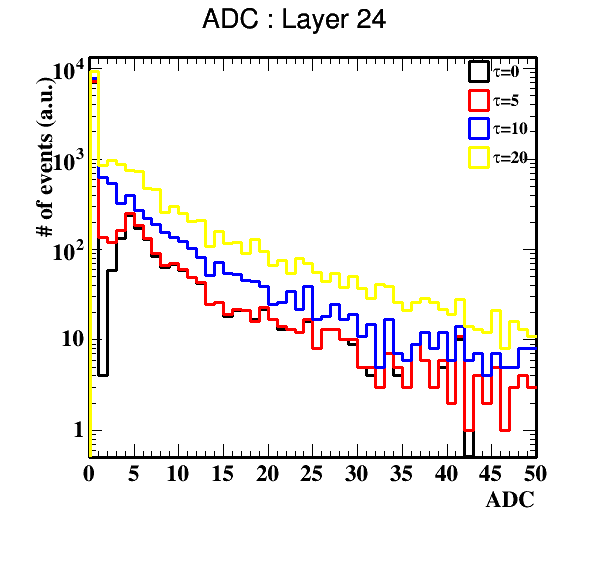 ADC : Layer 24
# of events (a.u.)
10^4
10^3
10^2
10
1
τ=0
τ=5
τ=10
τ=20
0 5 10 15 20 25 30 35 40 45 50
ADC